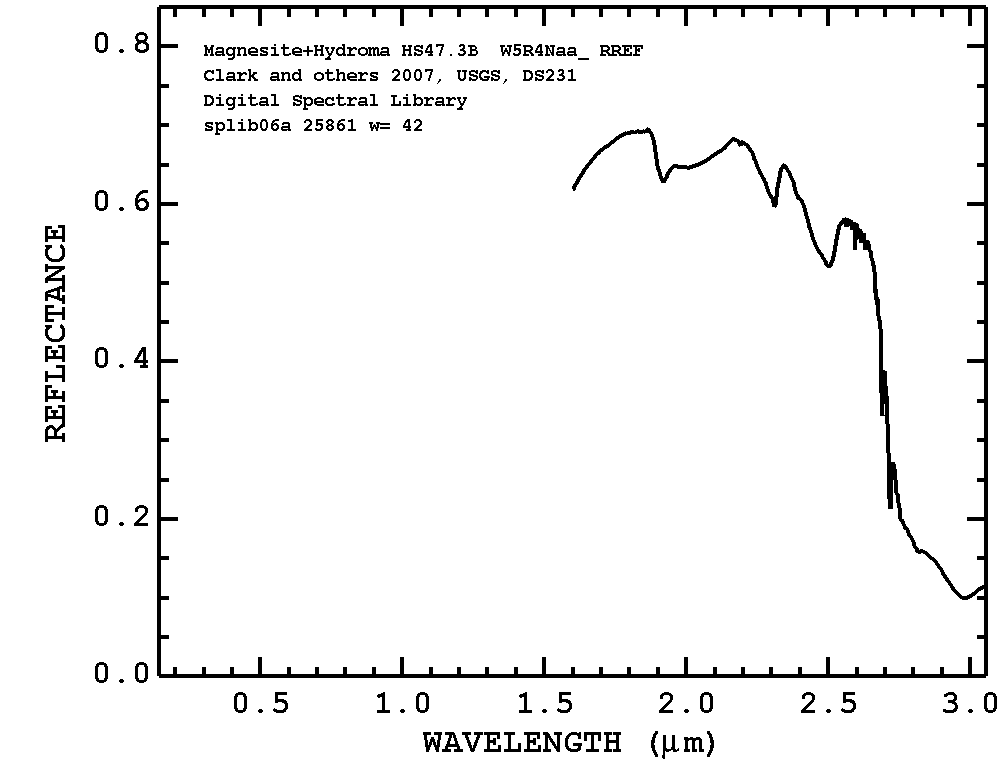 Magnesite+Hydroma HS47.3B  W5R4Naa_ RREF
Clark and others 2007, USGS, DS231
Digital Spectral Library
splib06a 25861 w= 42
0.8
0.6
0.4
0.2
0.0
REFLECTANCE
0.5 1.0 1.5 2.0 2.5 3.0
WAVELENGTH (μm)